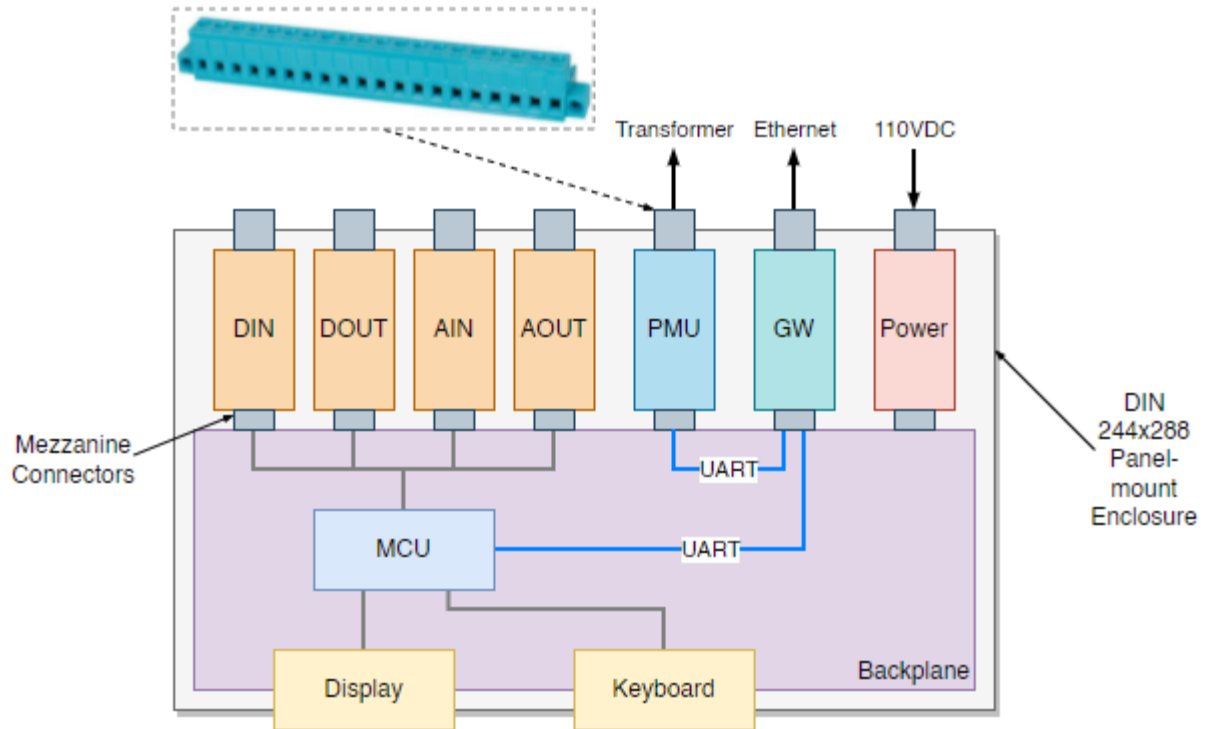 Transformer
Ethernet
110VDC
DIN
DOUT
AIN
AOUT
PMU
GW
Power
Mezzanine
Connectors
DIN
244x288
Panel-
mount
Enclosure
UART
MCU
UART
Backplane
Display
Keyboard